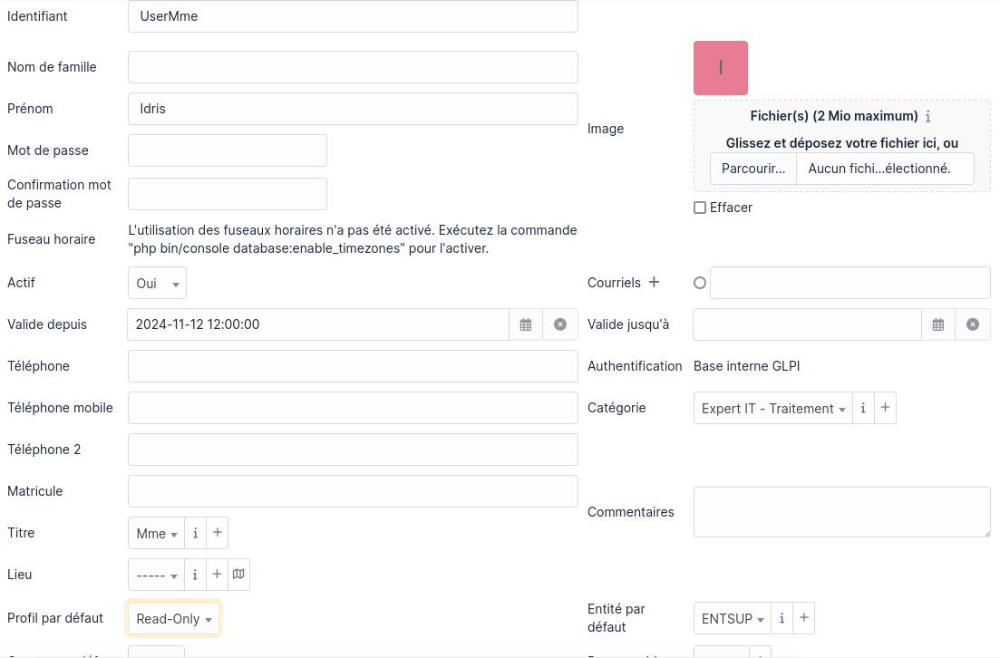 Identifiant
UserMme
Nom de famille
Prénom
Idris
Mot de passe
Confirmation mot
de passe
Fuseau horaire
L'utilisation des fuseaux horaires n'a pas été activé. Exécutez la commande
"php bin/console database:enable_timezones" pour l'activer.
Image
I
Fichier(s) (2 Mio maximum) i
Glissez et déposez votre fichier ici, ou
Parcourir... Aucun fichi...électionné.
Effacer
Actif
Oui
Courriels +
Valide depuis
2024-11-12 12:00:00
Valide jusqu'à
Téléphone
Authentification
Base interne GLPI
Téléphone mobile
Catégorie
Expert IT - Traitement i +
Téléphone 2
Matricule
Commentaires
Titre
Mme i +
Lieu
----- i +
Profil par défaut
Read-Only
Entité par
défaut
ENTSUP i +